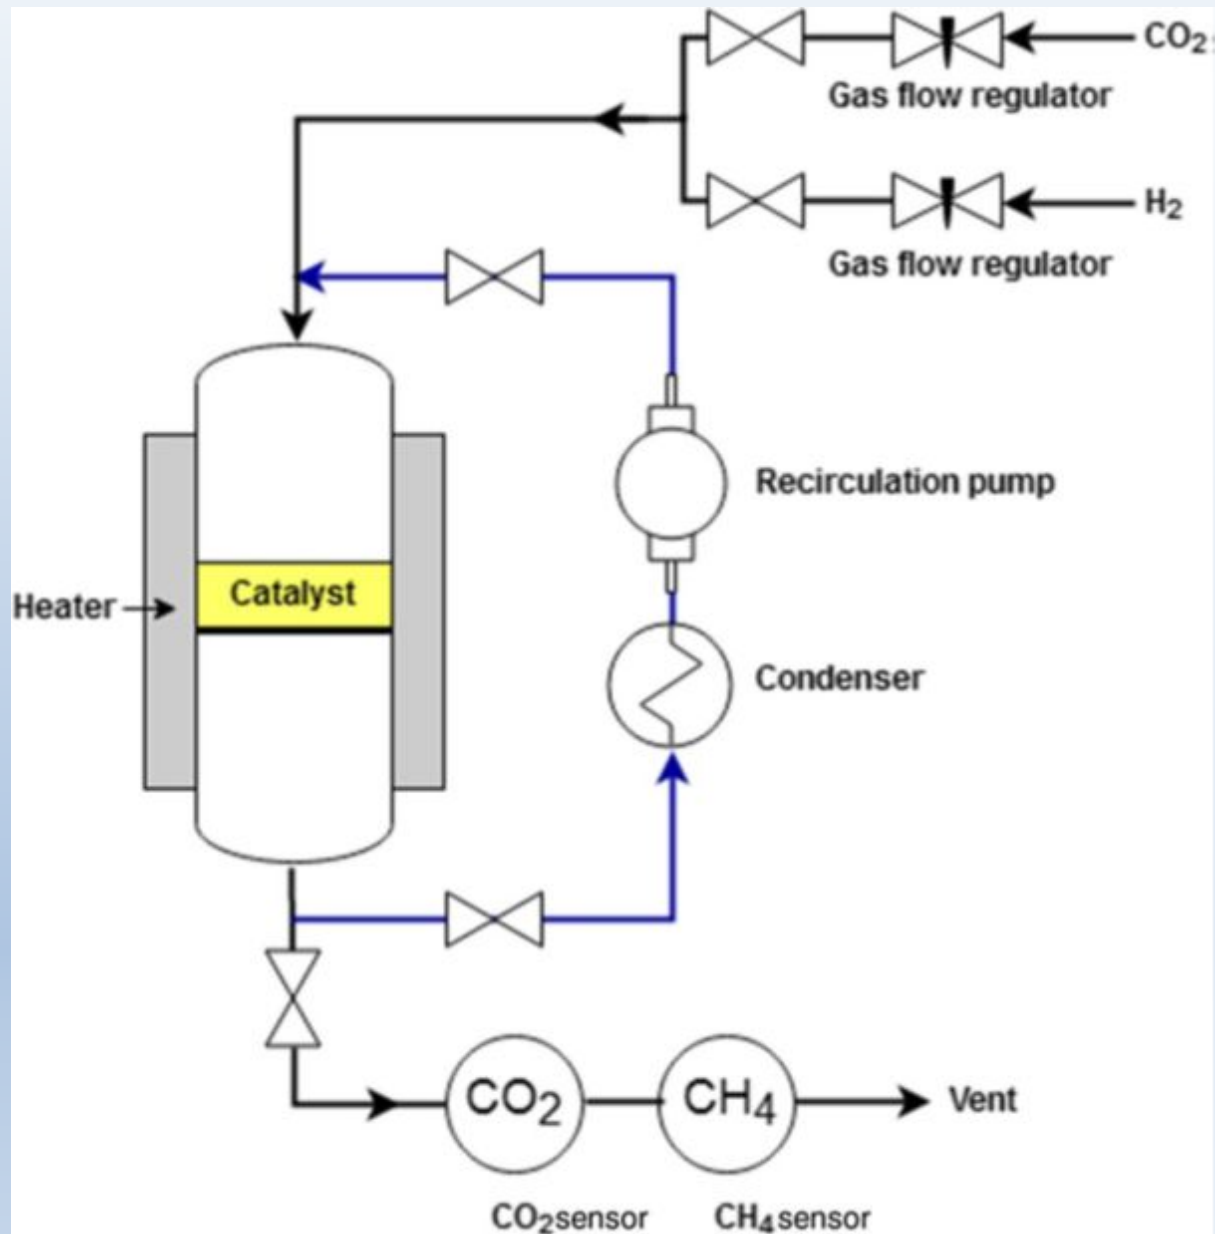 CO₂
Gas flow regulator
H₂
Gas flow regulator
Recirculation pump
Catalyst
Heater
Condenser
CO₂
CH₄
Vent
CO₂sensor
CH₄sensor